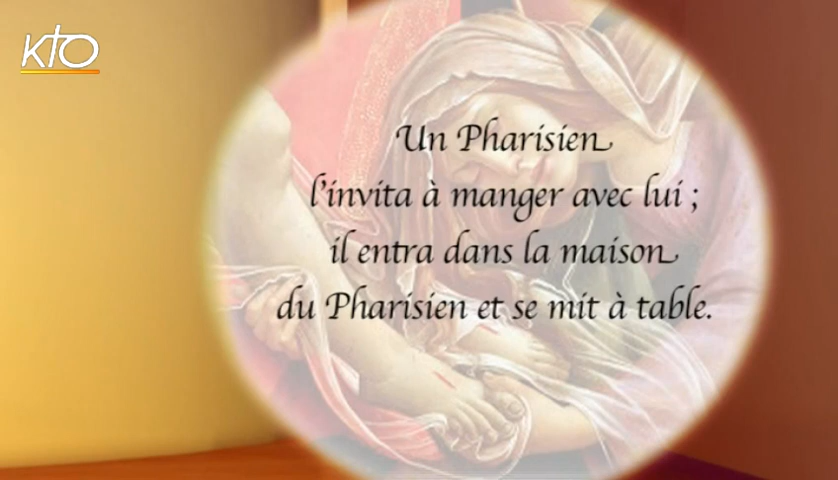 KTO
Un Pharisien
l'invita à manger avec lui ;
il entra dans la maison
du Pharisien et se mit à table.